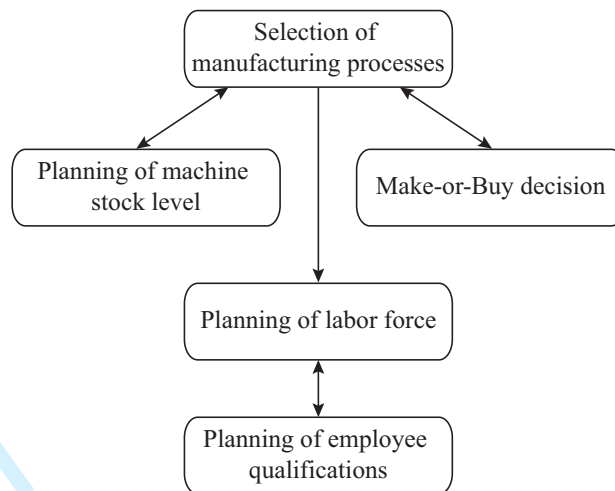 Selection of
manufacturing processes
Planning of machine
stock level
Make-or-Buy decision
Planning of labor force
Planning of employee
qualifications